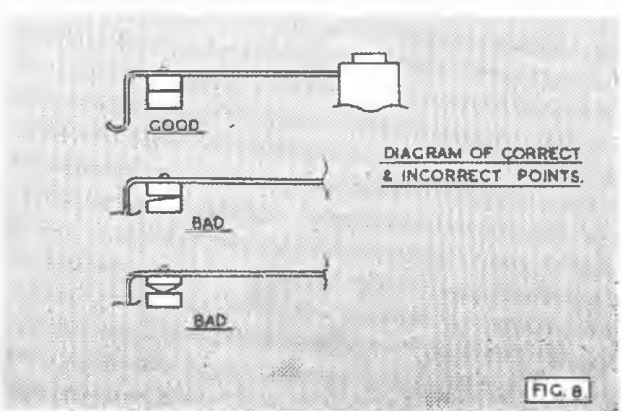 GOOD
DIAGRAM OF CORRECT
& INCORRECT POINTS.
BAD
BAD
FIG. 8.